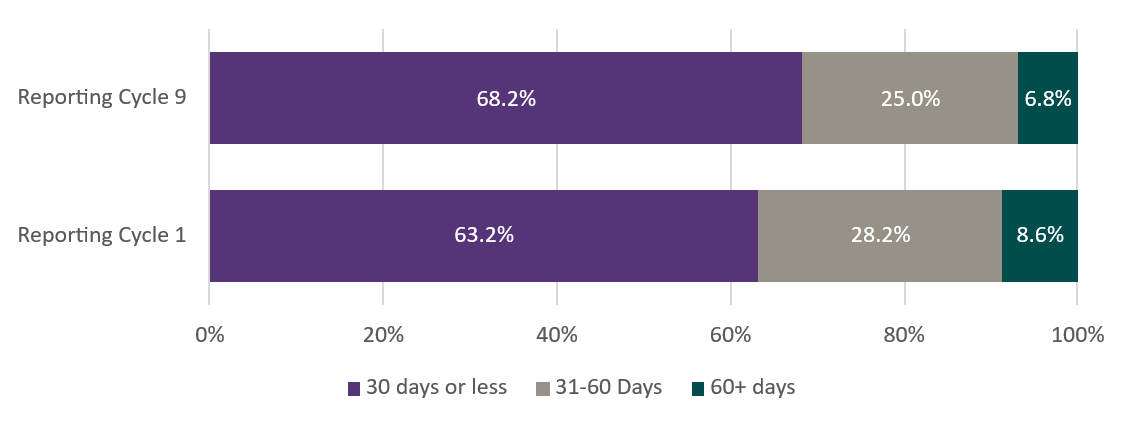 Reporting Cycle 9
68.2%
25.0%
6.8%
Reporting Cycle 1
63.2%
28.2%
8.6%
0%
20%
40%
60%
80%
100%
30 days or less
31-60 Days
60+ days